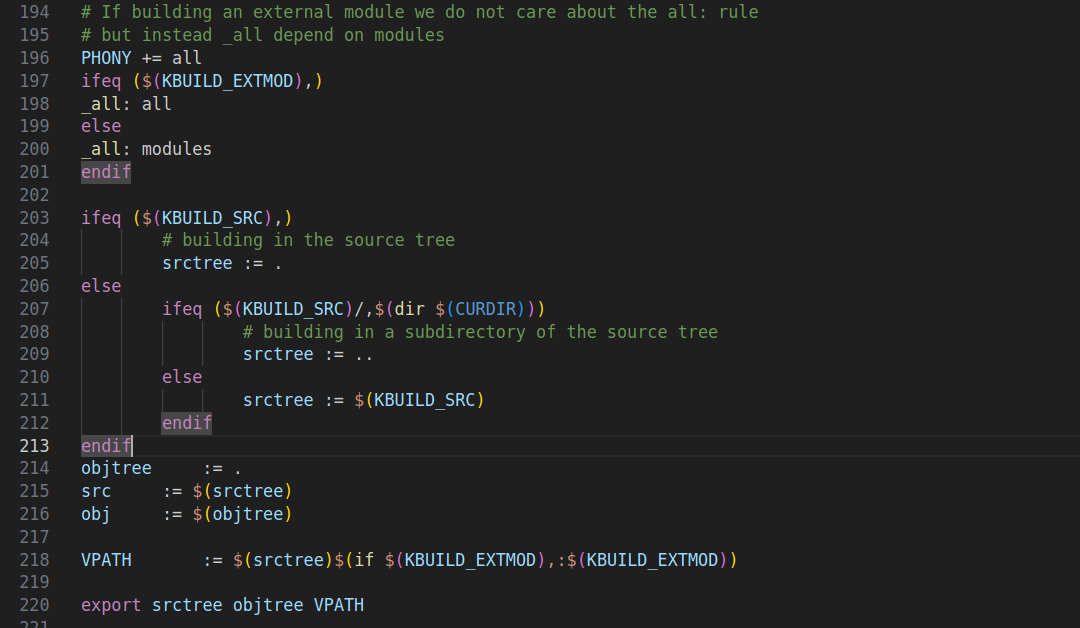 194 # If building an external module we do not care about the all: rule
195 # but instead _all depend on modules
196 PHONY += all
197 ifeq ($(KBUILD_EXTMOD),)
198 _all: all
199 else
200 _all: modules
201 endif
202
203 ifeq ($(KBUILD_SRC),)
204         # building in the source tree
205         srctree := .
206 else
207         ifeq ($(KBUILD_SRC)/,$(dir $(CURDIR)))
208                 # building in a subdirectory of the source tree
209                 srctree := ..
210         else
211                 srctree := $(KBUILD_SRC)
212         endif
213 endif
214 objtree     := .
215 src     := $(srctree)
216 obj     := $(objtree)
217
218 VPATH       := $(srctree)$(if $(KBUILD_EXTMOD),:$(KBUILD_EXTMOD))
219
220 export srctree objtree VPATH
221